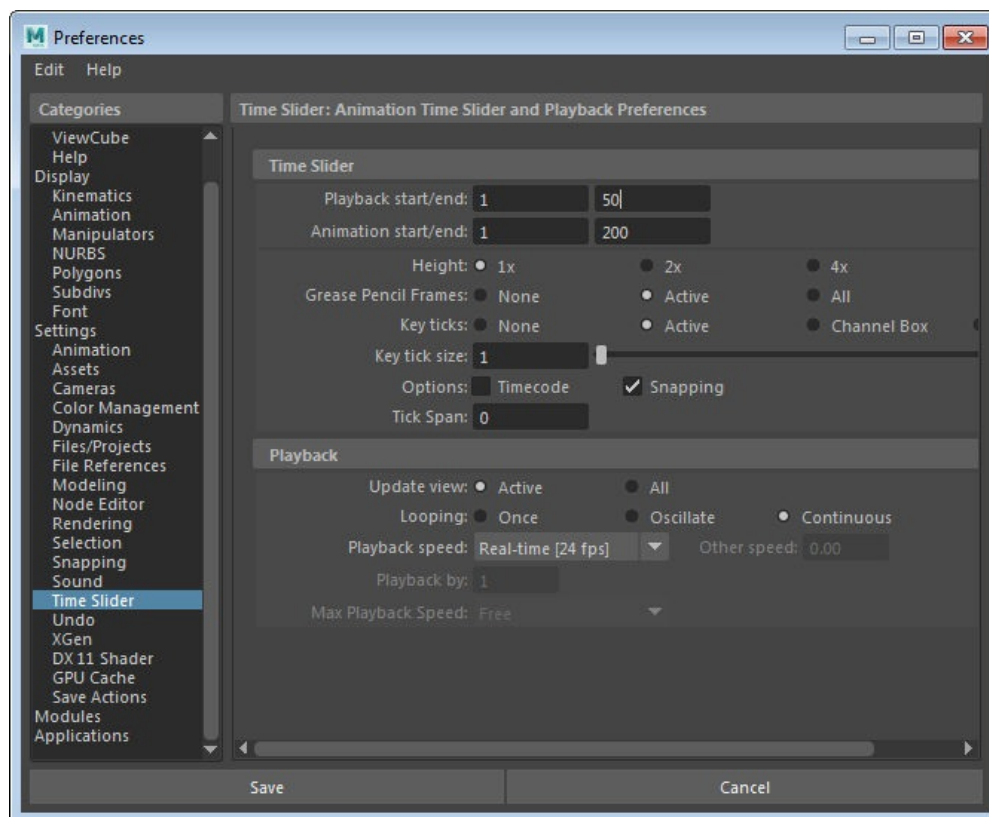 Preferences
Edit Help
Categories
ViewCube
Help
Display
Kinematics
Animation
Manipulators
NURBS
Polygons
Subdivs
Font
Settings
Animation
Assets
Cameras
Color Management
Dynamics
Files/Projects
File References
Modeling
Node Editor
Rendering
Selection
Snapping
Sound
Time Slider
Undo
XGen
DX 11 Shader
GPU Cache
Save Actions
Modules
Applications
Time Slider: Animation Time Slider and Playback Preferences
Time Slider
Playback start/end: 1 50
Animation start/end: 1 200
Height: 1x 2x 4x
Grease Pencil Frames: None Active All
Key ticks: None Active Channel Box
Key tick size: 1
Options: Timecode Snapping
Tick Span: 0
Playback
Update view: Active All
Looping: Once Oscillate Continuous
Playback speed: Real-time [24 fps] Other speed: 0.00
Playback by: 1
Max Playback Speed: Free
Save Cancel